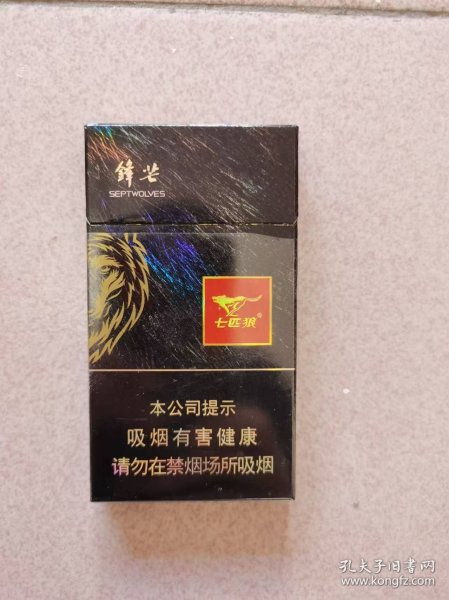 鋒芒
SEPTWOLVES
七匹狼
本公司提示
吸烟有害健康
请勿在禁烟场所吸烟
孔夫子旧书网
www.kongfz.com